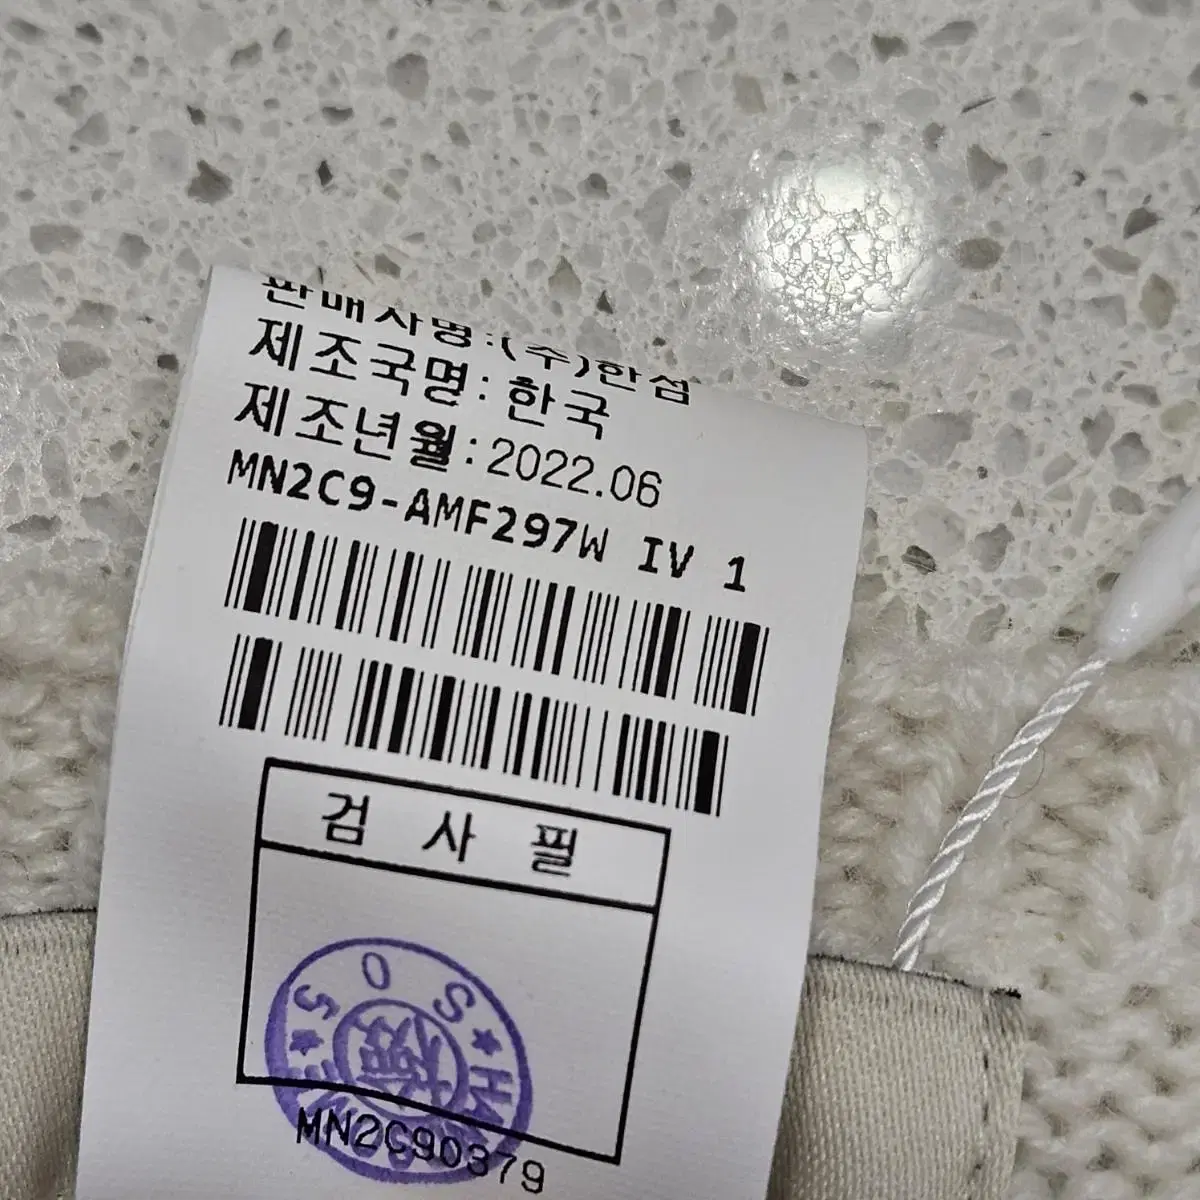 판매자명:(주)한섬
제조국명:한국
제조년월:2022.06
MN2C9-AMF297W IV 1
검 사 필
MN2C90379